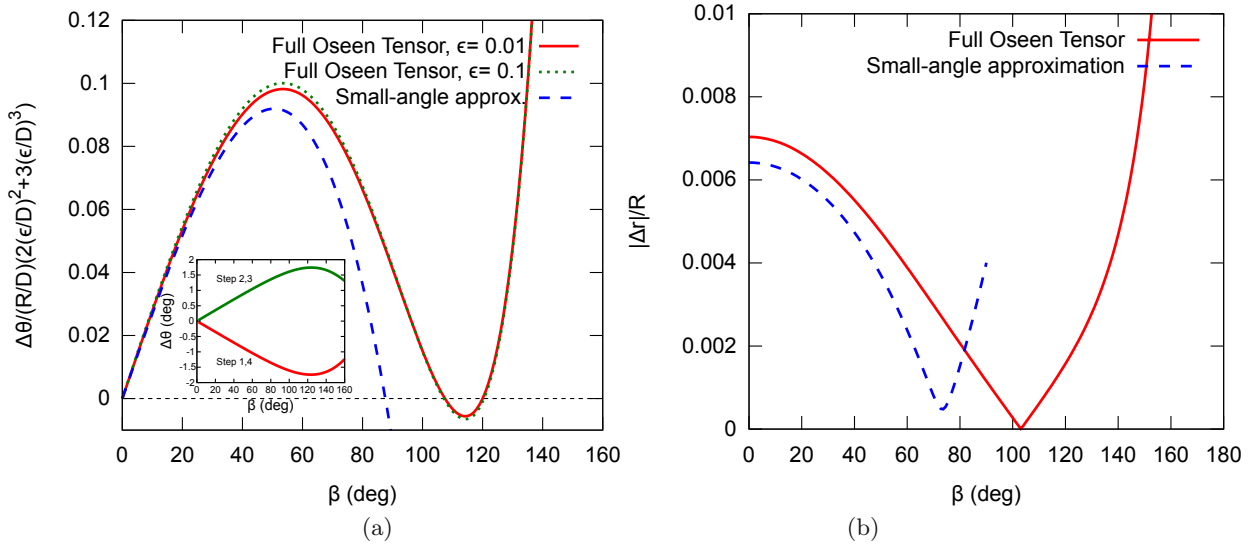 0.12
0.1
0.08
0.06
0.04
0.02
0
Δθ/(R/D)(2(ϵ/D)²+3(ϵ/D)³)
Full Oseen Tensor, ϵ= 0.01
Full Oseen Tensor, ϵ= 0.1
Small-angle approx.
2
1.5
1
0.5
0
-0.5
-1
-1.5
-2
Δθ (deg)
Step 2,3
Step 1,4
0 20 40 60 80 100 120 140 160
β (deg)
0 20 40 60 80 100 120 140 160
β (deg)
(a)
0.01
0.008
0.006
0.004
0.002
0
|Δr|/R
Full Oseen Tensor
Small-angle approximation
0 20 40 60 80 100 120 140 160 180
β (deg)
(b)